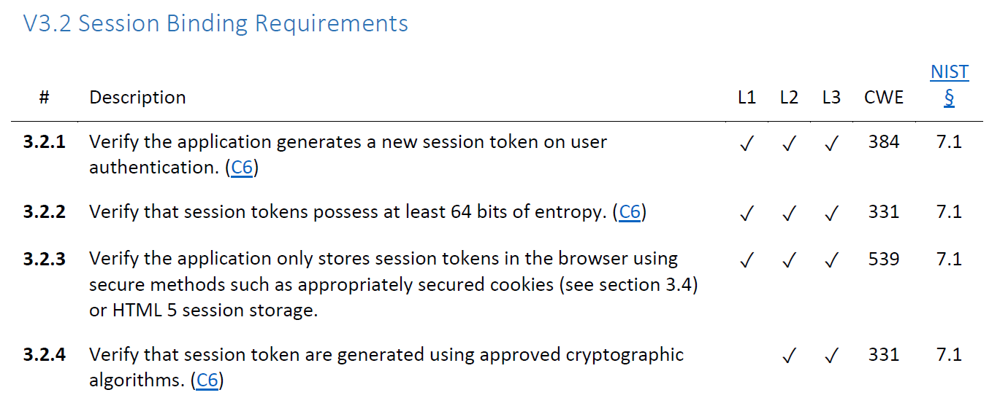 V3.2 Session Binding Requirements
# Description L1 L2 L3 CWE NIST §
3.2.1 Verify the application generates a new session token on user ✓ ✓ ✓ 384 7.1
authentication. (C6)
3.2.2 Verify that session tokens possess at least 64 bits of entropy. (C6) ✓ ✓ ✓ 331 7.1
3.2.3 Verify the application only stores session tokens in the browser using ✓ ✓ ✓ 539 7.1
secure methods such as appropriately secured cookies (see section 3.4)
or HTML 5 session storage.
3.2.4 Verify that session token are generated using approved cryptographic ✓ ✓ 331 7.1
algorithms. (C6)